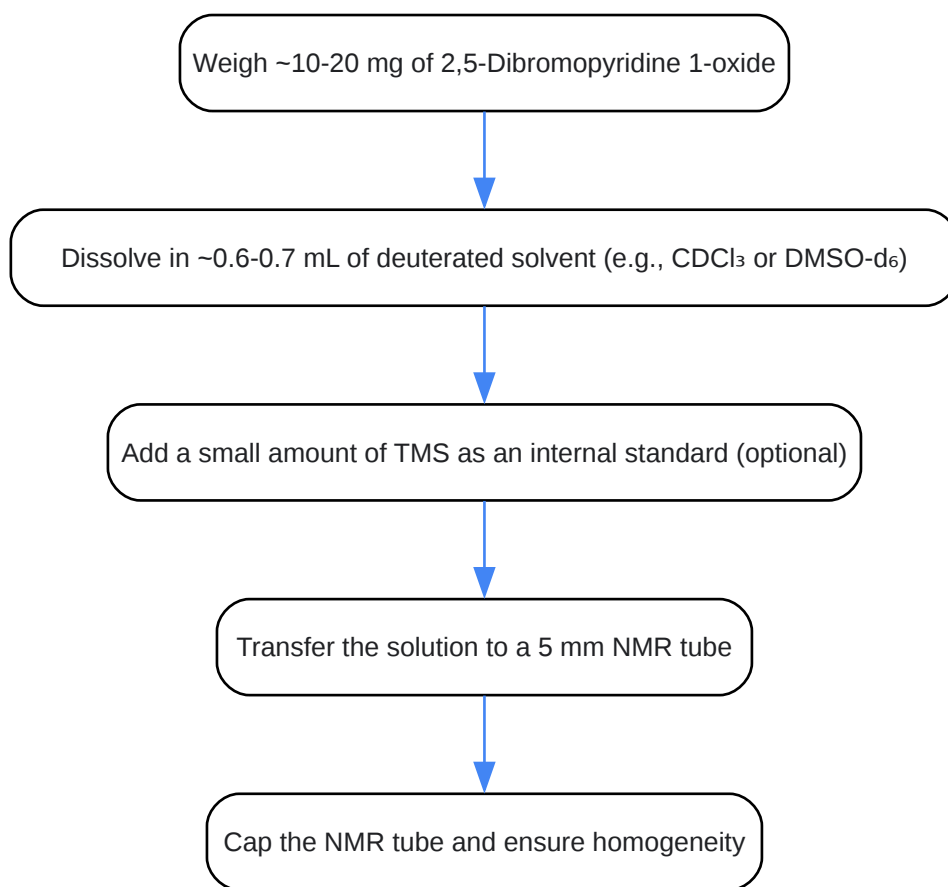 Weigh ~10-20 mg of 2,5-Dibromopyridine 1-oxide
Dissolve in ~0.6-0.7 mL of deuterated solvent (e.g., CDCl₃ or DMSO-d₆)
Add a small amount of TMS as an internal standard (optional)
Transfer the solution to a 5 mm NMR tube
Cap the NMR tube and ensure homogeneity